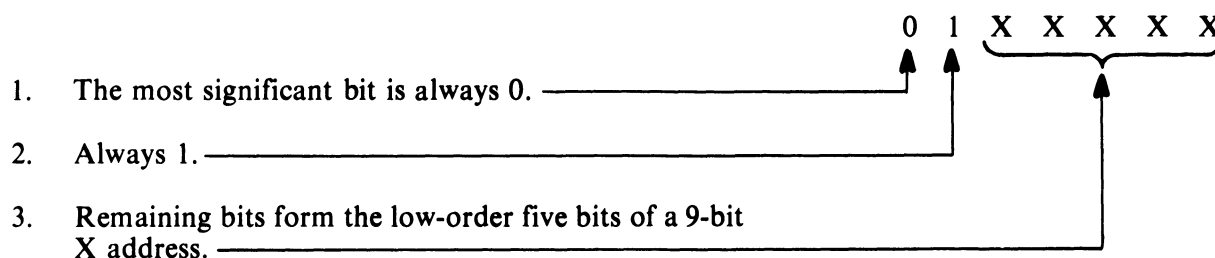 0 1 X X X X X
1. The most significant bit is always 0.
2. Always 1.
3. Remaining bits form the low-order five bits of a 9-bit
X address.